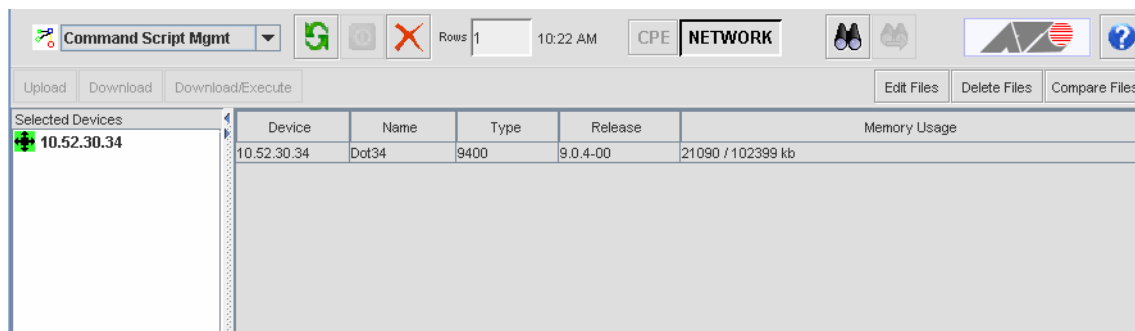 Command Script Mgmt Rows 1 10:22 AM CPE NETWORK ?
Upload Download Download/Execute Edit Files Delete Files Compare Files
Selected Devices Device Name Type Release Memory Usage
10.52.30.34 10.52.30.34 Dot34 9400 9.0.4-00 21090 / 102399 kb